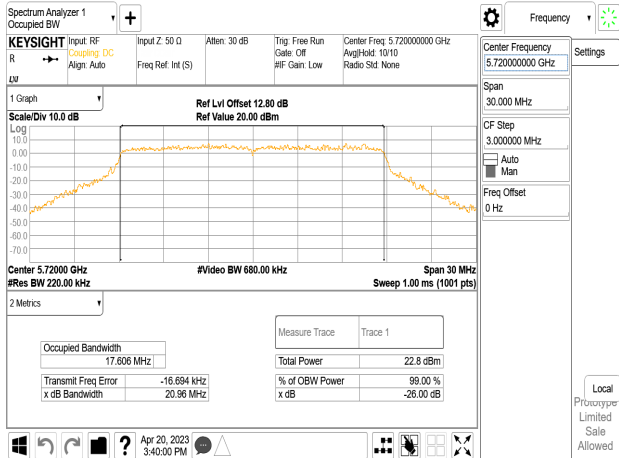 Spectrum Analyzer 1
Occupied BW
Frequency
KEYSIGHT
R
Input: RF
Coupling: DC
Align: Auto
Input Z: 50 Ω
Freq Ref: Int (S)
Atten: 30 dB
Trig: Free Run
Gate: Off
#IF Gain: Low
Center Freq: 5.720000000 GHz
Avg|Hold: 10/10
Radio Std: None
Center Frequency
5.720000000 GHz
Settings
Span
30.000 MHz
CF Step
3.000000 MHz
Auto
Man
Freq Offset
0 Hz
1 Graph
Scale/Div 10.0 dB
Ref Lvl Offset 12.80 dB
Ref Value 20.00 dBm
Log
10.0
0.00
-10.0
-20.0
-30.0
-40.0
-50.0
-60.0
-70.0
Center 5.72000 GHz
#Video BW 680.00 kHz
Span 30 MHz
#Res BW 220.00 kHz
Sweep 1.00 ms (1001 pts)
2 Metrics
Measure Trace
Trace 1
Occupied Bandwidth
17.606 MHz
Total Power
22.8 dBm
Transmit Freq Error
-16.694 kHz
% of OBW Power
99.00 %
x dB Bandwidth
20.96 MHz
x dB
-26.00 dB
Local
Prototype
Limited
Sale
Allowed
?
Apr 20, 2023
3:40:00 PM